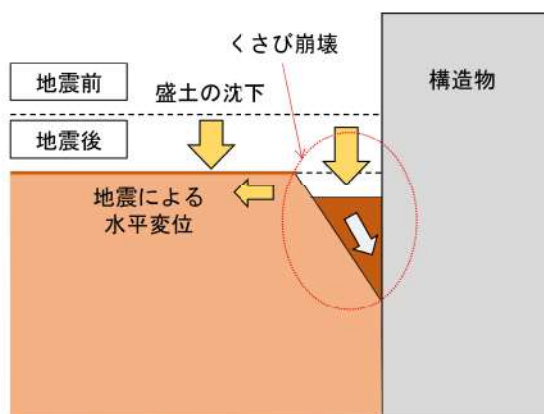 くさび崩壊
構造物
地震前
盛土の沈下
地震後
地震による
水平変位